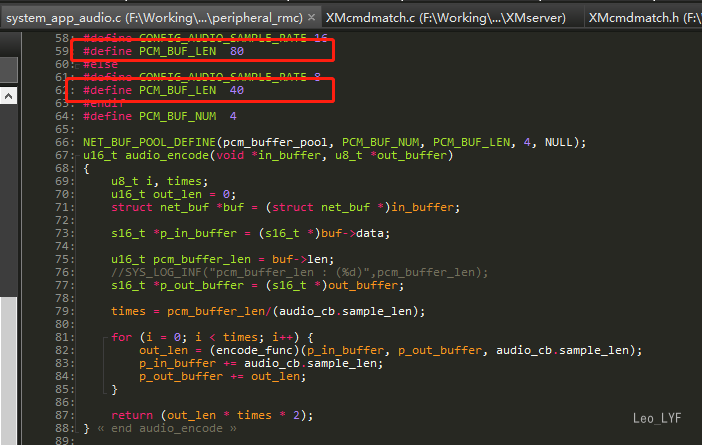 system_app_audio.c (F:\Working\...\peripheral_rmc) × XMcmdmatch.c (F:\Working\...\XMserver) XMcmdmatch.h (F:\
58: #define CONFIG_AUDIO_SAMPLE_RATE 16
59: #define PCM_BUF_LEN 80
60: #else
61: #define CONFIG_AUDIO_SAMPLE_RATE 8
62: #define PCM_BUF_LEN 40
63: #endif
64: #define PCM_BUF_NUM 4
65:
66: NET_BUF_POOL_DEFINE(pcm_buffer_pool, PCM_BUF_NUM, PCM_BUF_LEN, 4, NULL);
67: u16_t audio_encode(void *in_buffer, u8_t *out_buffer)
68: {
69: u8_t i, times;
70: u16_t out_len = 0;
71: struct net_buf *buf = (struct net_buf *)in_buffer;
72:
73: s16_t *p_in_buffer = (s16_t *)buf->data;
74:
75: u16_t pcm_buffer_len = buf->len;
76: //SYS_LOG_INF("pcm_buffer_len : (%d)",pcm_buffer_len);
77: s16_t *p_out_buffer = (s16_t *)out_buffer;
78:
79: times = pcm_buffer_len/(audio_cb.sample_len);
80:
81: for (i = 0; i < times; i++) {
82: out_len = (encode_func)(p_in_buffer, p_out_buffer, audio_cb.sample_len);
83: p_in_buffer += audio_cb.sample_len;
84: p_out_buffer += out_len;
85: }
86:
87: return (out_len * times * 2);
88: } « end audio_encode »
89:
Leo_LYF